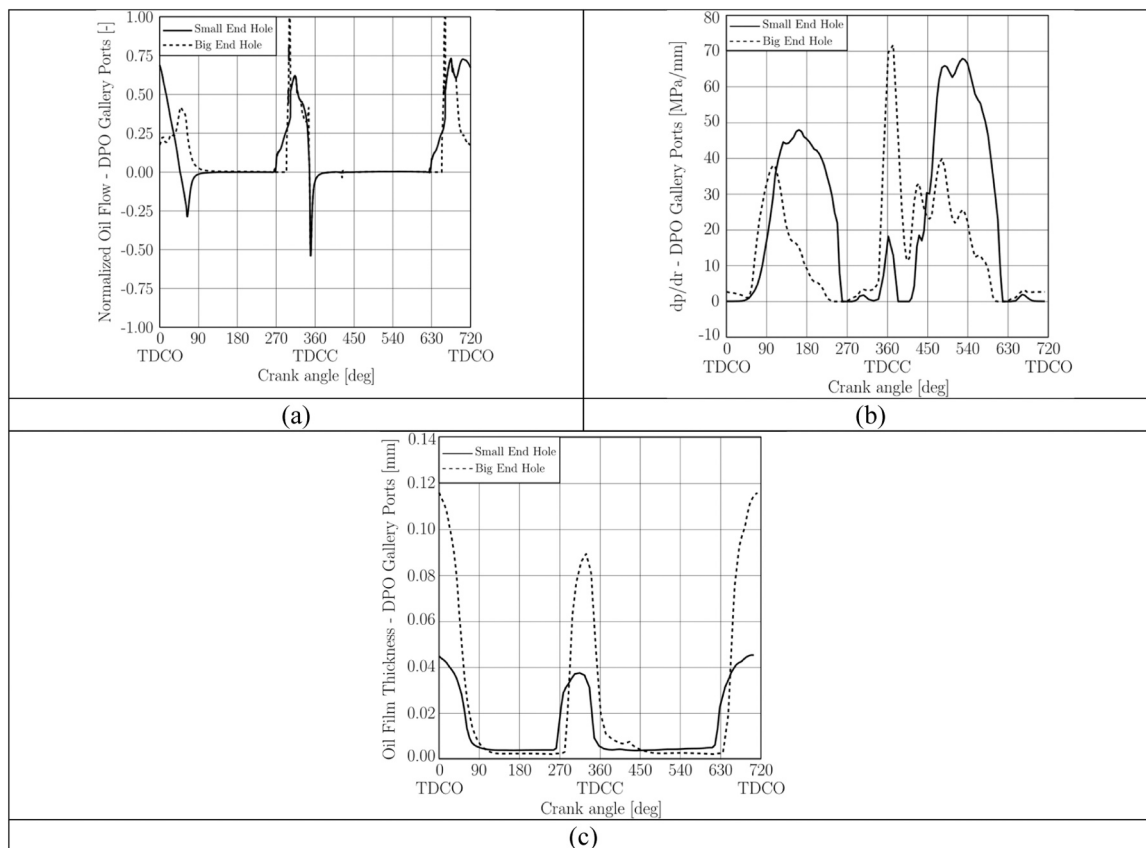 Normalized Oil Flow - DPO Gallery Ports [-]
1.00
0.75
0.50
0.25
0.00
-0.25
-0.50
-0.75
-1.00
Small End Hole
Big End Hole
0 90 180 270 360 450 540 630 720
TDCO TDCC TDCO
Crank angle [deg]
(a)
dp/dr - DPO Gallery Ports [MPa/mm]
80
70
60
50
40
30
20
10
0
-10
Small End Hole
Big End Hole
0 90 180 270 360 450 540 630 720
TDCO TDCC TDCO
Crank angle [deg]
(b)
Oil Film Thickness - DPO Gallery Ports [mm]
0.14
0.12
0.10
0.08
0.06
0.04
0.02
0.00
Small End Hole
Big End Hole
0 90 180 270 360 450 540 630 720
TDCO TDCC TDCO
Crank angle [deg]
(c)